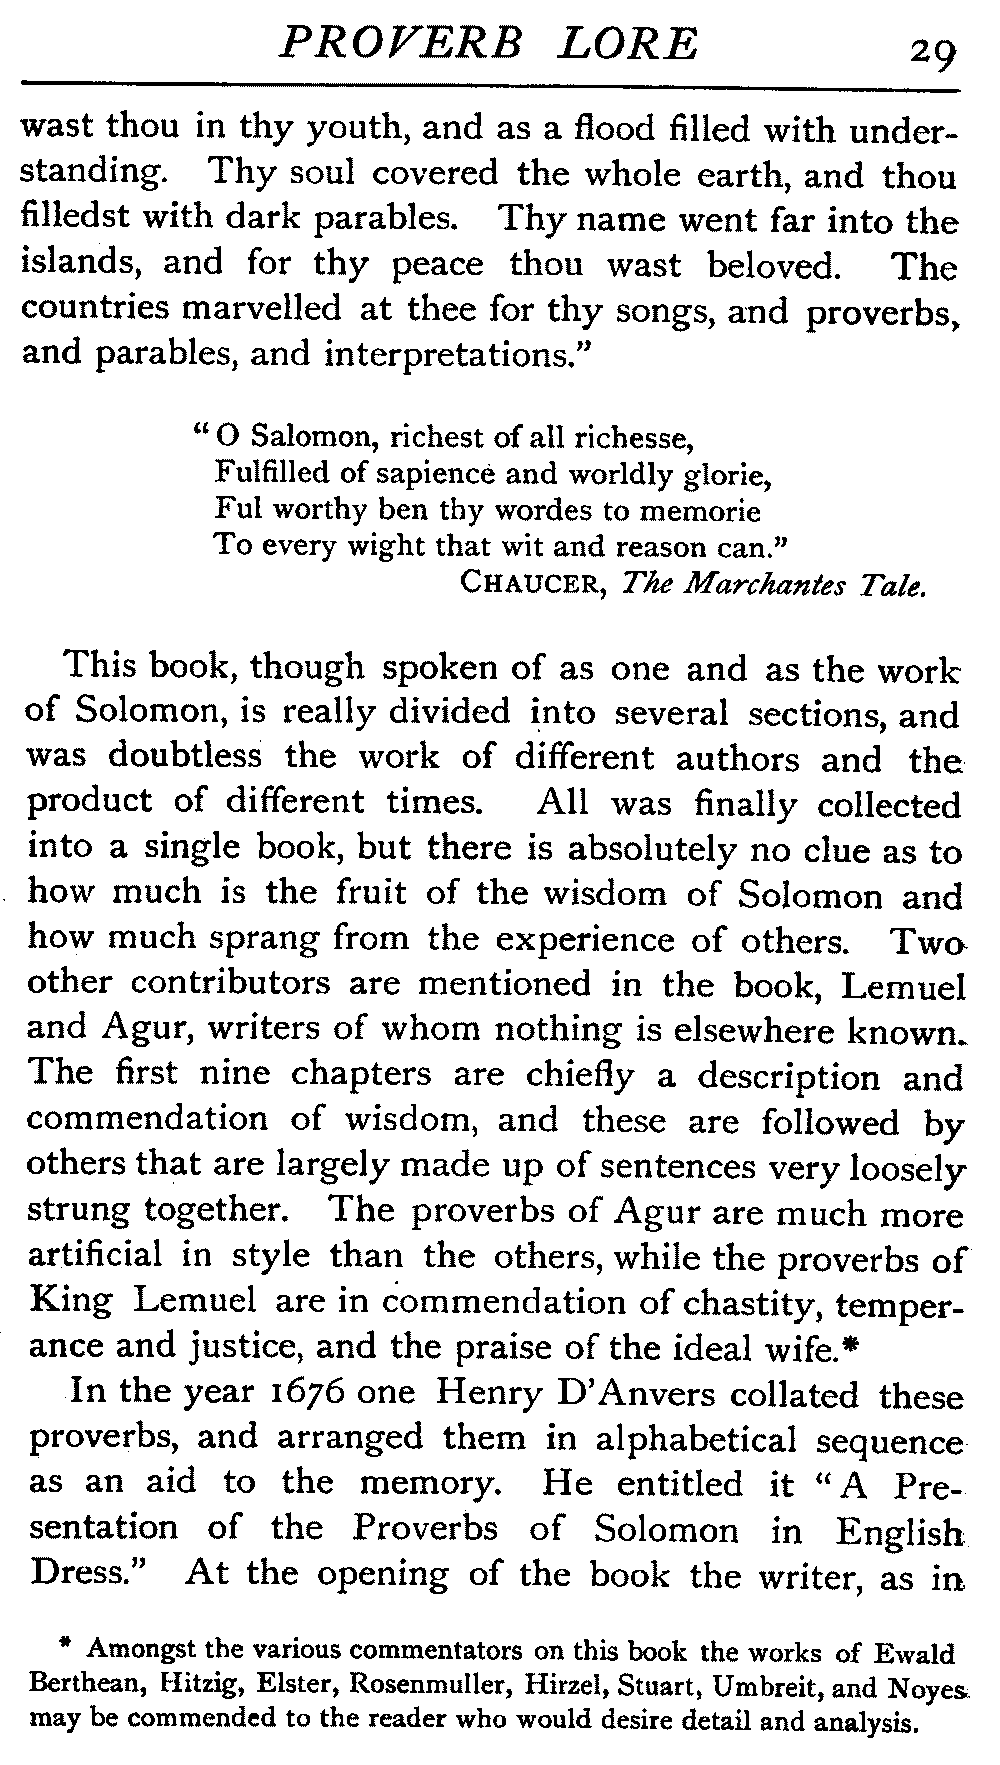 PROVERB LORE 29
wast thou in thy youth, and as a flood filled with under-
standing. Thy soul covered the whole earth, and thou
filledst with dark parables. Thy name went far into the
islands, and for thy peace thou wast beloved. The
countries marvelled at thee for thy songs, and proverbs,
and parables, and interpretations."
"O Salomon, richest of all richesse,
Fulfilled of sapience and worldly glorie,
Ful worthy ben thy wordes to memorie
To every wight that wit and reason can."
CHAUCER, The Marchantes Tale.
This book, though spoken of as one and as the work
of Solomon, is really divided into several sections, and
was doubtless the work of different authors and the
product of different times. All was finally collected
into a single book, but there is absolutely no clue as to
how much is the fruit of the wisdom of Solomon and
how much sprang from the experience of others. Two
other contributors are mentioned in the book, Lemuel
and Agur, writers of whom nothing is elsewhere known.
The first nine chapters are chiefly a description and
commendation of wisdom, and these are followed by
others that are largely made up of sentences very loosely
strung together. The proverbs of Agur are much more
artificial in style than the others, while the proverbs of
King Lemuel are in commendation of chastity, temper-
ance and justice, and the praise of the ideal wife.*
In the year 1676 one Henry D'Anvers collated these
proverbs, and arranged them in alphabetical sequence
as an aid to the memory. He entitled it "A Pre-
sentation of the Proverbs of Solomon in English
Dress." At the opening of the book the writer, as in
* Amongst the various commentators on this book the works of Ewald
Berthean, Hitzig, Elster, Rosenmuller, Hirzel, Stuart, Umbreit, and Noyes
may be commended to the reader who would desire detail and analysis.